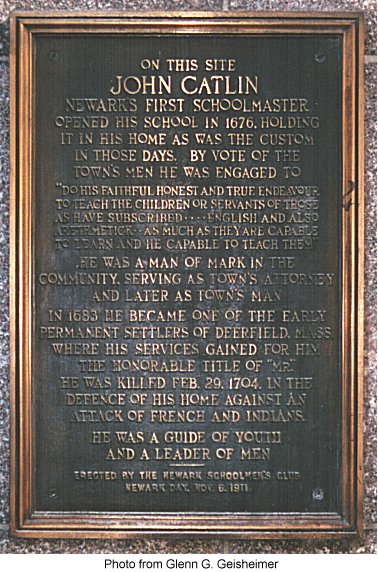 ON THIS SITE
JOHN CATLIN
NEWARK'S FIRST SCHOOLMASTER
OPENED HIS SCHOOL IN 1676, HOLDING
IT IN HIS HOME AS WAS THE CUSTOM
IN THOSE DAYS. BY VOTE OF THE
TOWN'S MEN HE WAS ENGAGED TO
"DO HIS FAITHFUL HONEST AND TRUE ENDEAVOUR
TO TEACH THE CHILDREN OR SERVANTS OF THOSE
AS HAVE SUBSCRIBED ···· ENGLISH AND ALSO
ARITHMETICK ·· AS MUCH AS THEY ARE CAPABLE
TO LEARN AND HE CAPABLE TO TEACH THEM"
HE WAS A MAN OF MARK IN THE
COMMUNITY, SERVING AS TOWN'S ATTORNEY
AND LATER AS TOWN'S MAN
IN 1683 HE BECAME ONE OF THE EARLY
PERMANENT SETTLERS OF DEERFIELD, MASS.
WHERE HIS SERVICES GAINED FOR HIM
THE HONORABLE TITLE OF "MR."
HE WAS KILLED FEB. 29, 1704, IN THE
DEFENCE OF HIS HOME AGAINST AN
ATTACK OF FRENCH AND INDIANS.
HE WAS A GUIDE OF YOUTH
AND A LEADER OF MEN
ERECTED BY THE NEWARK SCHOOLMEN'S CLUB
NEWARK DAY, NOV. 6, 1911
Photo from Glenn G. Geisheimer